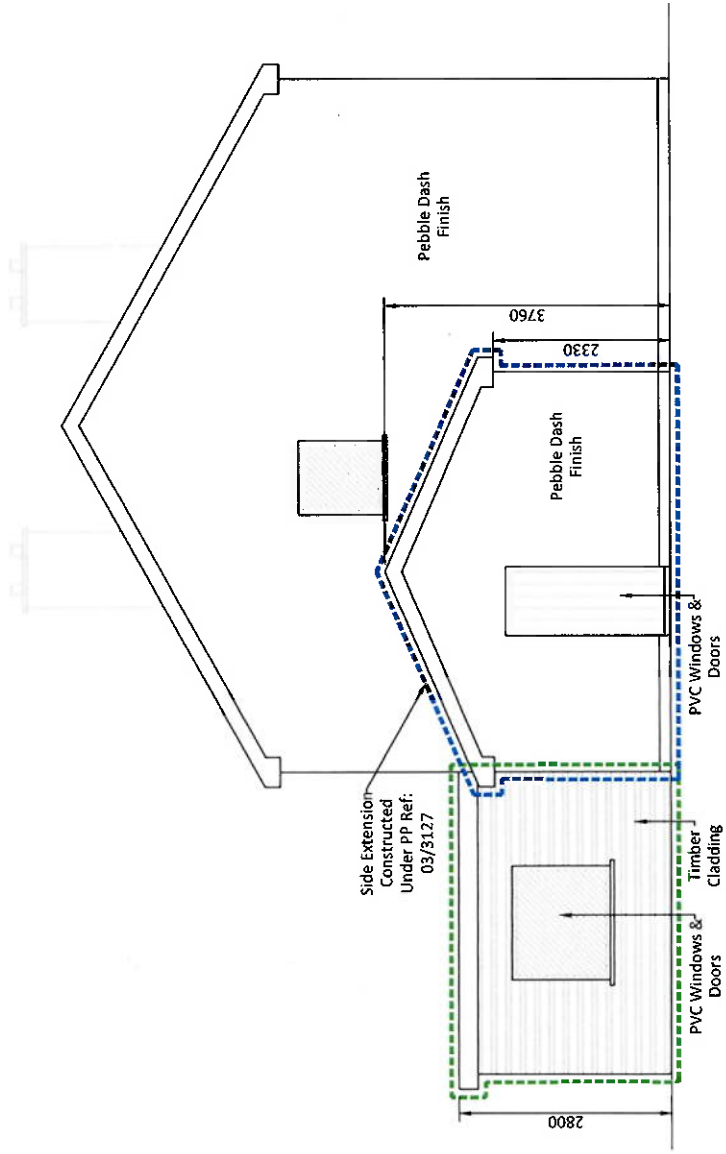 Pebble Dash
Finish
3760
2330
Pebble Dash
Finish
Side Extension
Constructed
Under PP Ref:
03/3127
PVC Windows &
Doors
Timber
Cladding
PVC Windows &
Doors
2800